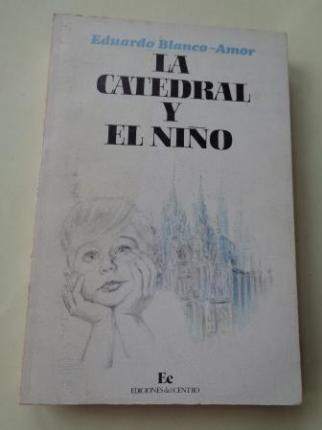 Eduardo Blanco-Amor
LA
CATEDRAL
Y
EL NIÑO
Ee
EDICIONES del CENTRO